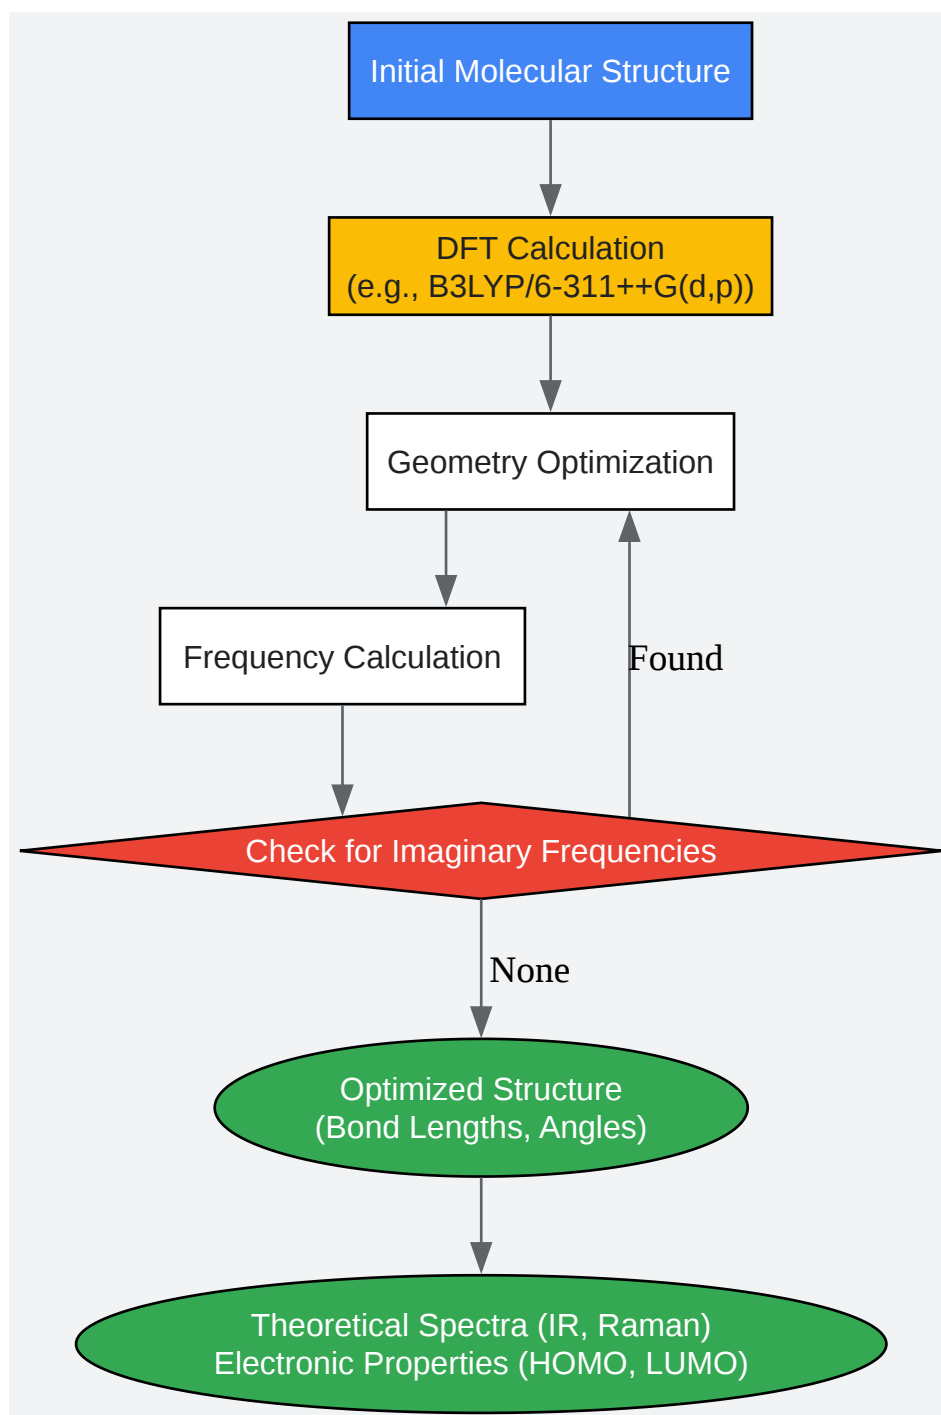 Initial Molecular Structure
DFT Calculation
(e.g., B3LYP/6-311++G(d,p))
Geometry Optimization
Frequency Calculation
Found
Check for Imaginary Frequencies
None
Optimized Structure
(Bond Lengths, Angles)
Theoretical Spectra (IR, Raman)
Electronic Properties (HOMO, LUMO)